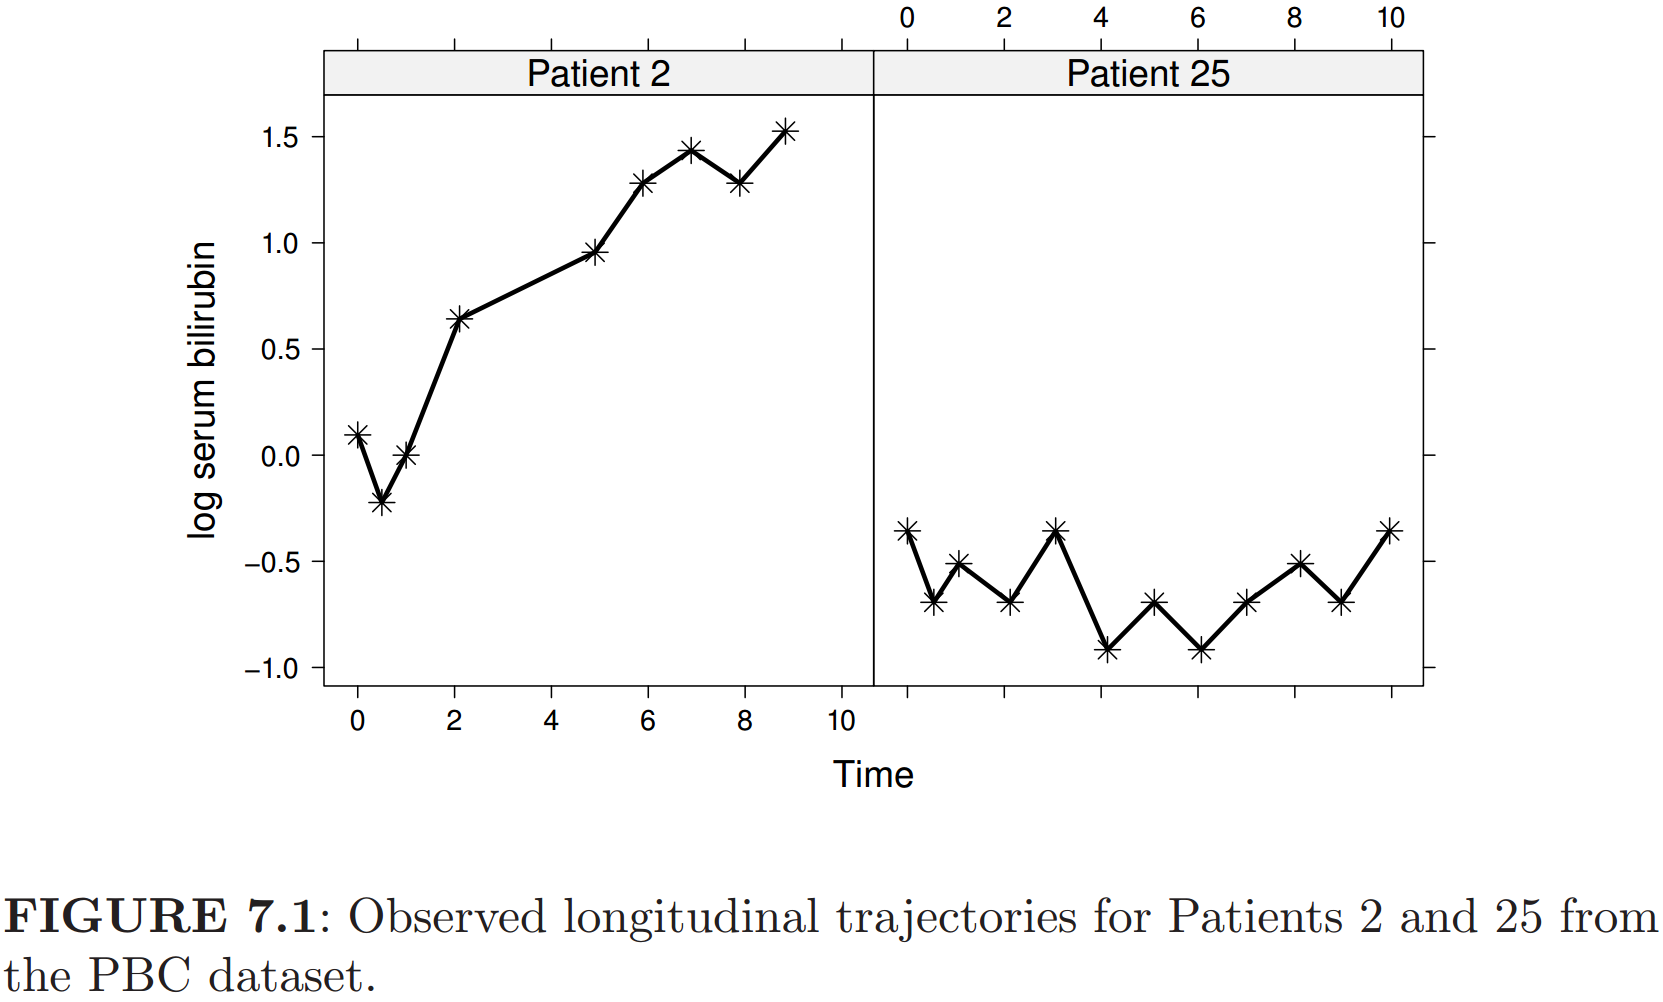 0 2 4 6 8 10
Patient 2 Patient 25
1.5
1.0
0.5
0.0
−0.5
−1.0
log serum bilirubin
0 2 4 6 8 10
Time
FIGURE 7.1: Observed longitudinal trajectories for Patients 2 and 25 from
the PBC dataset.